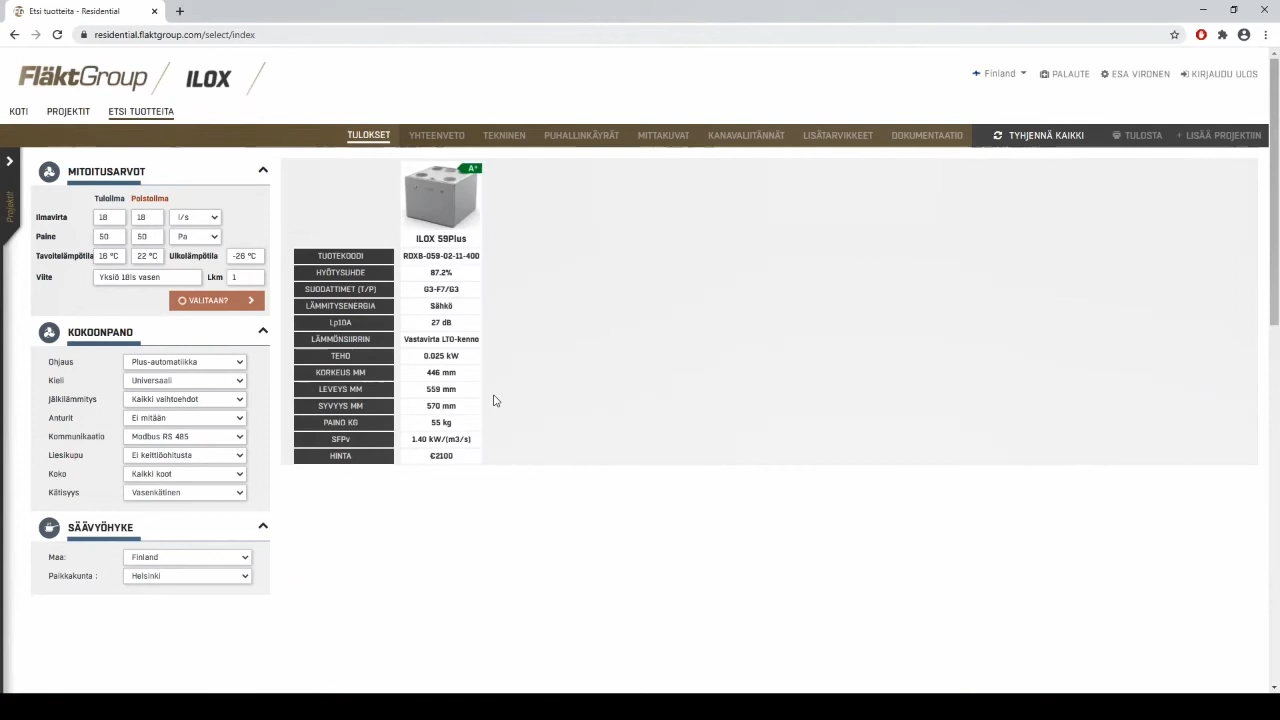 Etsi tuotteita - Residential
residential.flaktgroup.com/select/index
FläktGroup ILOX
Finland PALAUTE ESA VIRONEN KIRJAUDU ULOS
KOTI PROJEKTIT ETSI TUOTTEITA
TULOKSET YHTEENVETO TEKNINEN PUHALLINKÄYRÄT MITTAKUVAT KANAVALIITÄNNÄT LISÄTARVIKKEET DOKUMENTAATIO TYHJENNÄ KAIKKI TULOSTA + LISÄÄ PROJEKTIIN
Projektit
MITOITUSARVOT
Tuloilma Poistoilma
Ilmavirta 18 18 l/s
Paine 50 50 Pa
Tavoitelämpötila 16 °C 22 °C Ulkolämpötila -26 °C
Viite Yksiö 18ls vasen Lkm 1
VALITAAN?
KOKOONPANO
Ohjaus Plus-automatiikka
Kieli Universaali
Jälkilämmitys Kaikki vaihtoehdot
Anturit Ei mitään
Kommunikaatio Modbus RS 485
Liesikupu Ei keittiöohitusta
Koko Kaikki koot
Kätisyys Vasenkätinen
SÄÄVYÖHYKE
Maa: Finland
Paikkakunta : Helsinki
A+
ILOX 59Plus
TUOTEKOODI RDXB-059-02-11-400
HYÖTYSUHDE 87.2%
SUODATTIMET (T/P) G3-F7/G3
LÄMMITYSENERGIA Sähkö
Lp10A 27 dB
LÄMMÖNSIIRRIN Vastavirta LTO-kenno
TEHO 0.025 kW
KORKEUS MM 446 mm
LEVEYS MM 559 mm
SYVYYS MM 570 mm
PAINO KG 55 kg
SFPv 1.40 kW/(m3/s)
HINTA €2100